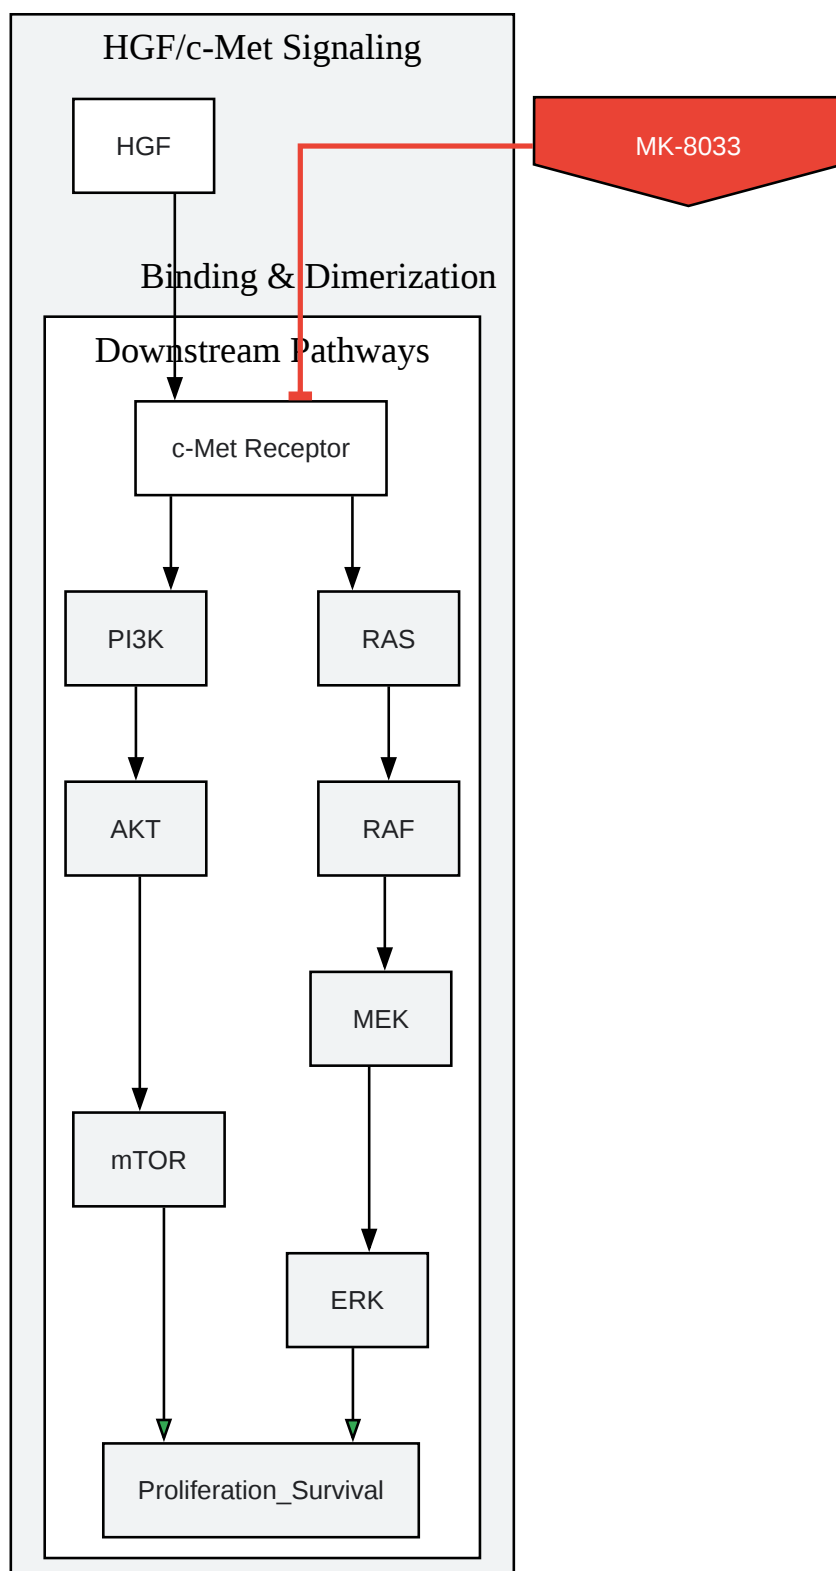 HGF/c-Met Signaling
HGF
MK-8033
Binding & Dimerization
Downstream Pathways
c-Met Receptor
PI3K
RAS
AKT
RAF
MEK
mTOR
ERK
Proliferation_Survival